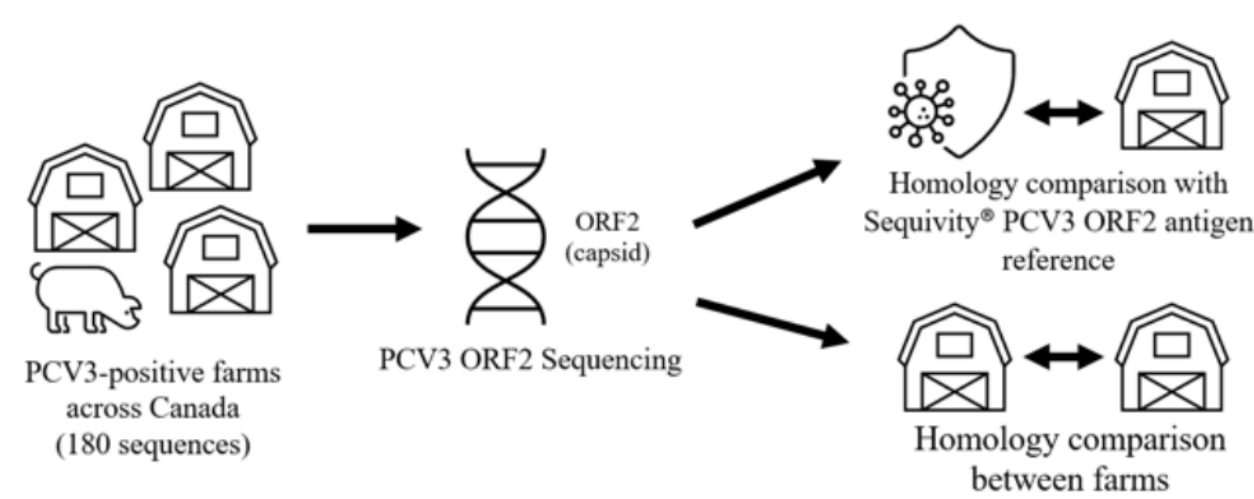 PCV3-positive farms
across Canada
(180 sequences)
ORF2
(capsid)
PCV3 ORF2 Sequencing
Homology comparison with
Sequivity® PCV3 ORF2 antigen
reference
Homology comparison
between farms